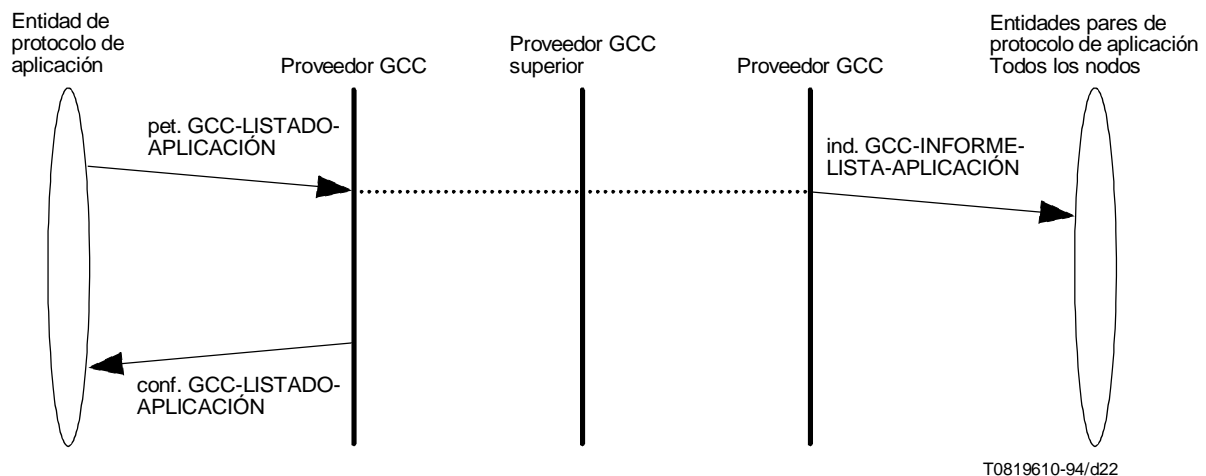 Entidad de
protocolo de
aplicación
Proveedor GCC
Proveedor GCC
superior
Proveedor GCC
Entidades pares de
protocolo de aplicación
Todos los nodos
pet. GCC-LISTADO-
APLICACIÓN
ind. GCC-INFORME-
LISTA-APLICACIÓN
conf. GCC-LISTADO-
APLICACIÓN
T0819610-94/d22